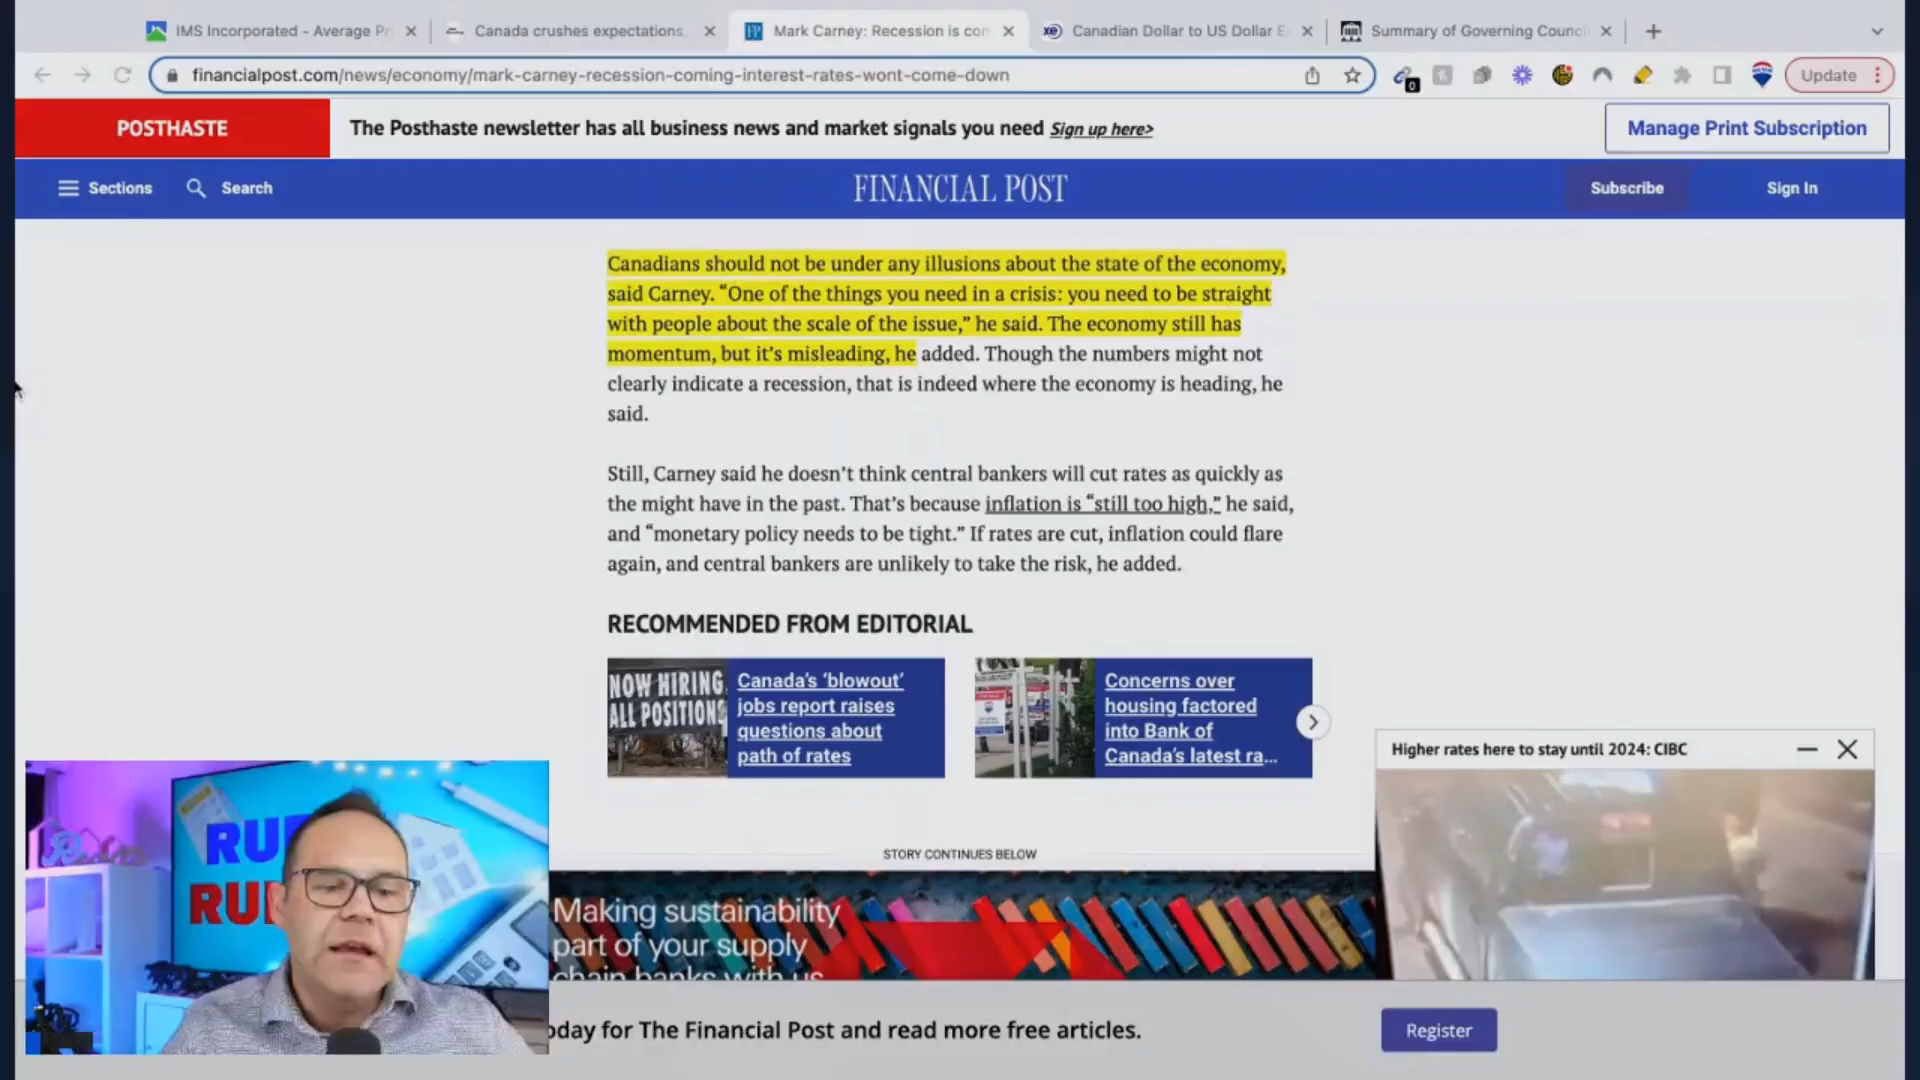 IMS Incorporated - Average Pri
Canada crushes expectations,
Mark Carney: Recession is con
Canadian Dollar to US Dollar E
Summary of Governing Counci
financialpost.com/news/economy/mark-carney-recession-coming-interest-rates-wont-come-down
0
Update
POSTHASTE
The Posthaste newsletter has all business news and market signals you need Sign up here>
Manage Print Subscription
Sections
Search
FINANCIAL POST
Subscribe
Sign In
Canadians should not be under any illusions about the state of the economy,
said Carney. “One of the things you need in a crisis: you need to be straight
with people about the scale of the issue,” he said. The economy still has
momentum, but it’s misleading, he added. Though the numbers might not
clearly indicate a recession, that is indeed where the economy is heading, he
said.
Still, Carney said he doesn’t think central bankers will cut rates as quickly as
the might have in the past. That’s because inflation is “still too high,” he said,
and “monetary policy needs to be tight.” If rates are cut, inflation could flare
again, and central bankers are unlikely to take the risk, he added.
RECOMMENDED FROM EDITORIAL
NOW HIRING
ALL POSITIONS
Canada’s ‘blowout’
jobs report raises
questions about
path of rates
Concerns over
housing factored
into Bank of
Canada’s latest ra...
Higher rates here to stay until 2024: CIBC
STORY CONTINUES BELOW
Making sustainability
part of your supply
chain banks with us
oday for The Financial Post and read more free articles.
Register